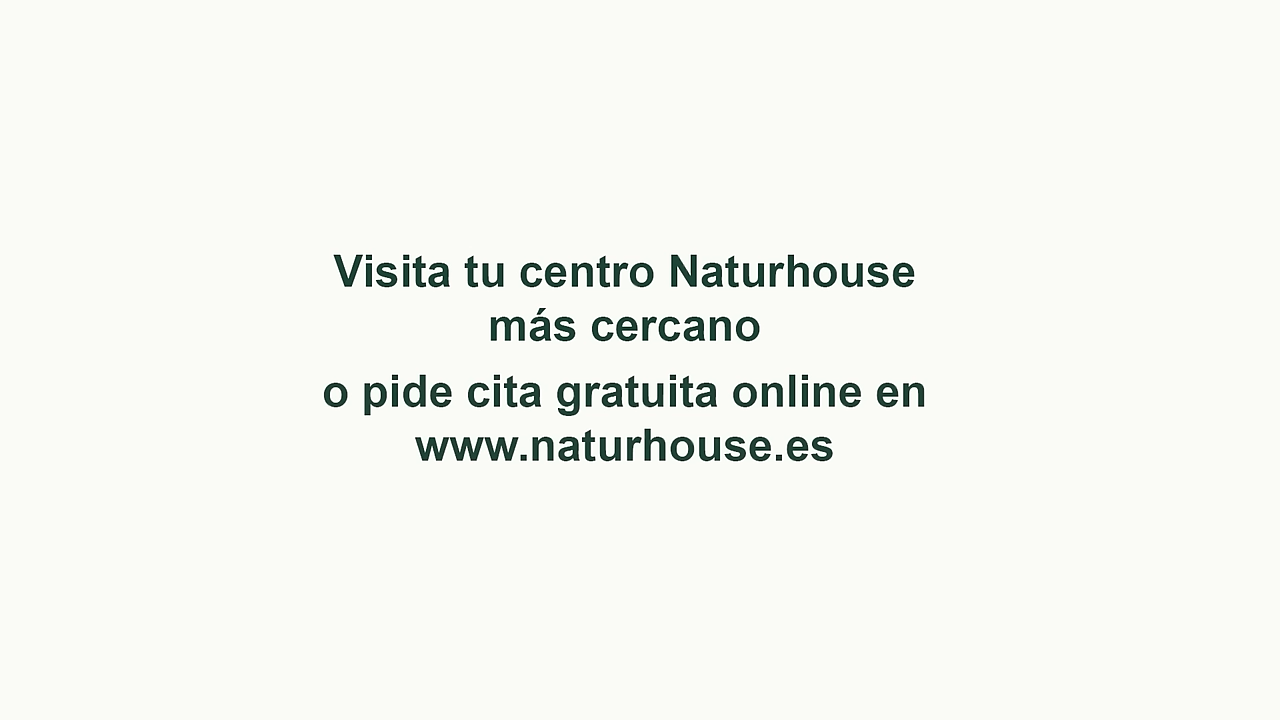 Visita tu centro Naturhouse
más cercano
o pide cita gratuita online en
www.naturhouse.es